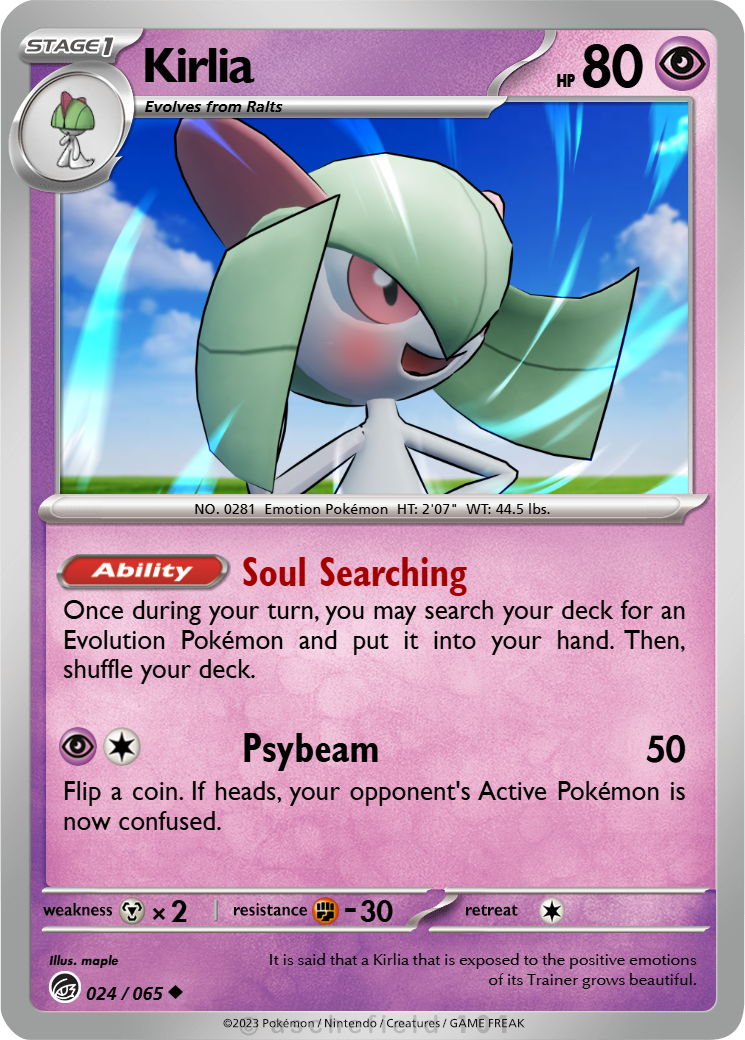 STAGE1
Kirlia
HP 80
Evolves from Ralts
NO. 0281 Emotion Pokémon HT: 2'07" WT: 44.5 lbs.
Ability Soul Searching
Once during your turn, you may search your deck for an
Evolution Pokémon and put it into your hand. Then,
shuffle your deck.
Psybeam 50
Flip a coin. If heads, your opponent's Active Pokémon is
now confused.
weakness × 2 resistance -30 retreat
Illus. maple
It is said that a Kirlia that is exposed to the positive emotions
of its Trainer grows beautiful.
024 / 065
©2023 Pokémon / Nintendo / Creatures / GAME FREAK